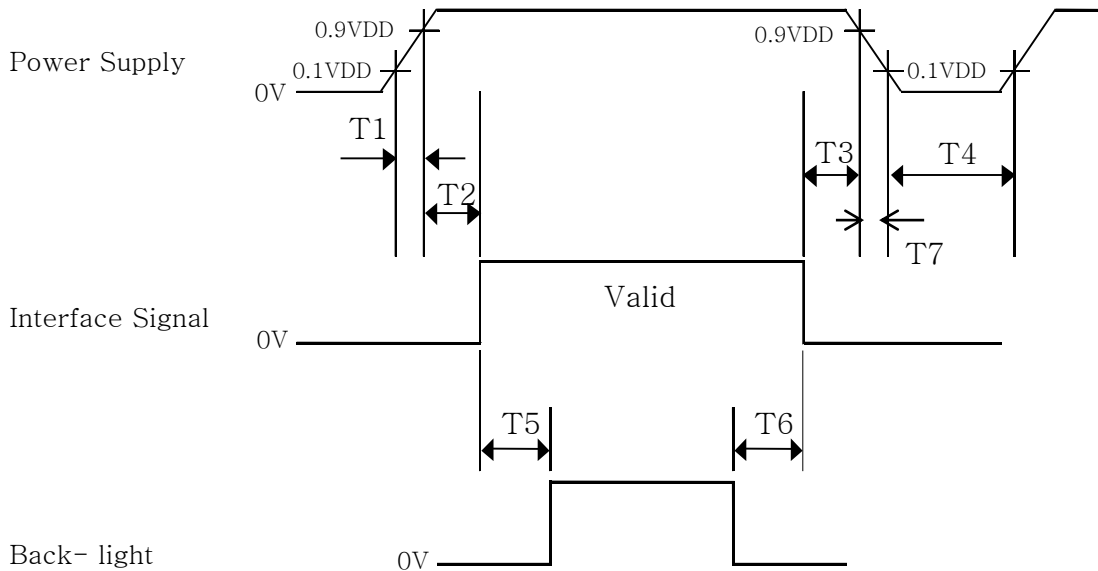 0.9VDD
0.9VDD
Power Supply
0.1VDD
0.1VDD
0V
T1
T3
T4
T2
T7
Valid
Interface Signal
0V
T5
T6
Back- light
0V